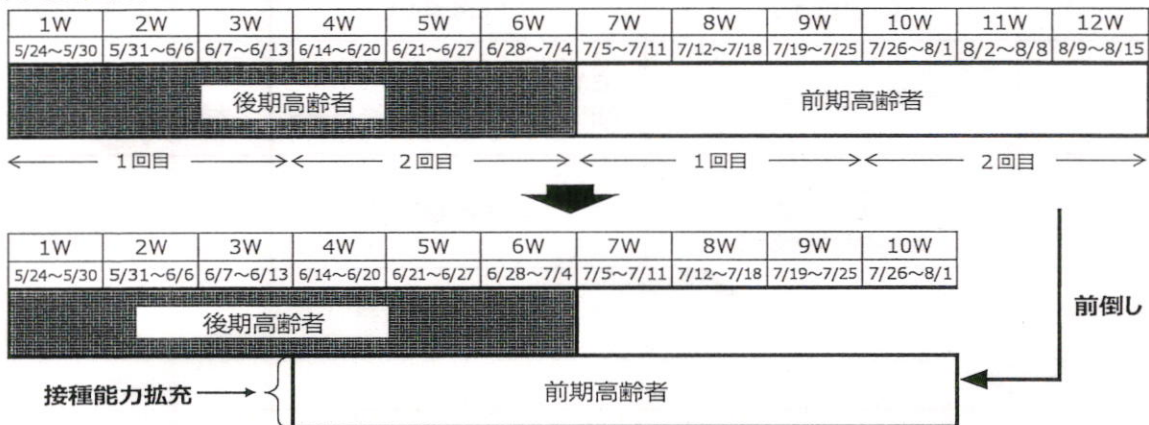 1W 2W 3W 4W 5W 6W 7W 8W 9W 10W 11W 12W
5/24～5/30 5/31～6/6 6/7～6/13 6/14～6/20 6/21～6/27 6/28～7/4 7/5～7/11 7/12～7/18 7/19～7/25 7/26～8/1 8/2～8/8 8/9～8/15
後期高齢者 前期高齢者
1回目 2回目 1回目 2回目
1W 2W 3W 4W 5W 6W 7W 8W 9W 10W
5/24～5/30 5/31～6/6 6/7～6/13 6/14～6/20 6/21～6/27 6/28～7/4 7/5～7/11 7/12～7/18 7/19～7/25 7/26～8/1
前倒し
後期高齢者
接種能力拡充 前期高齢者